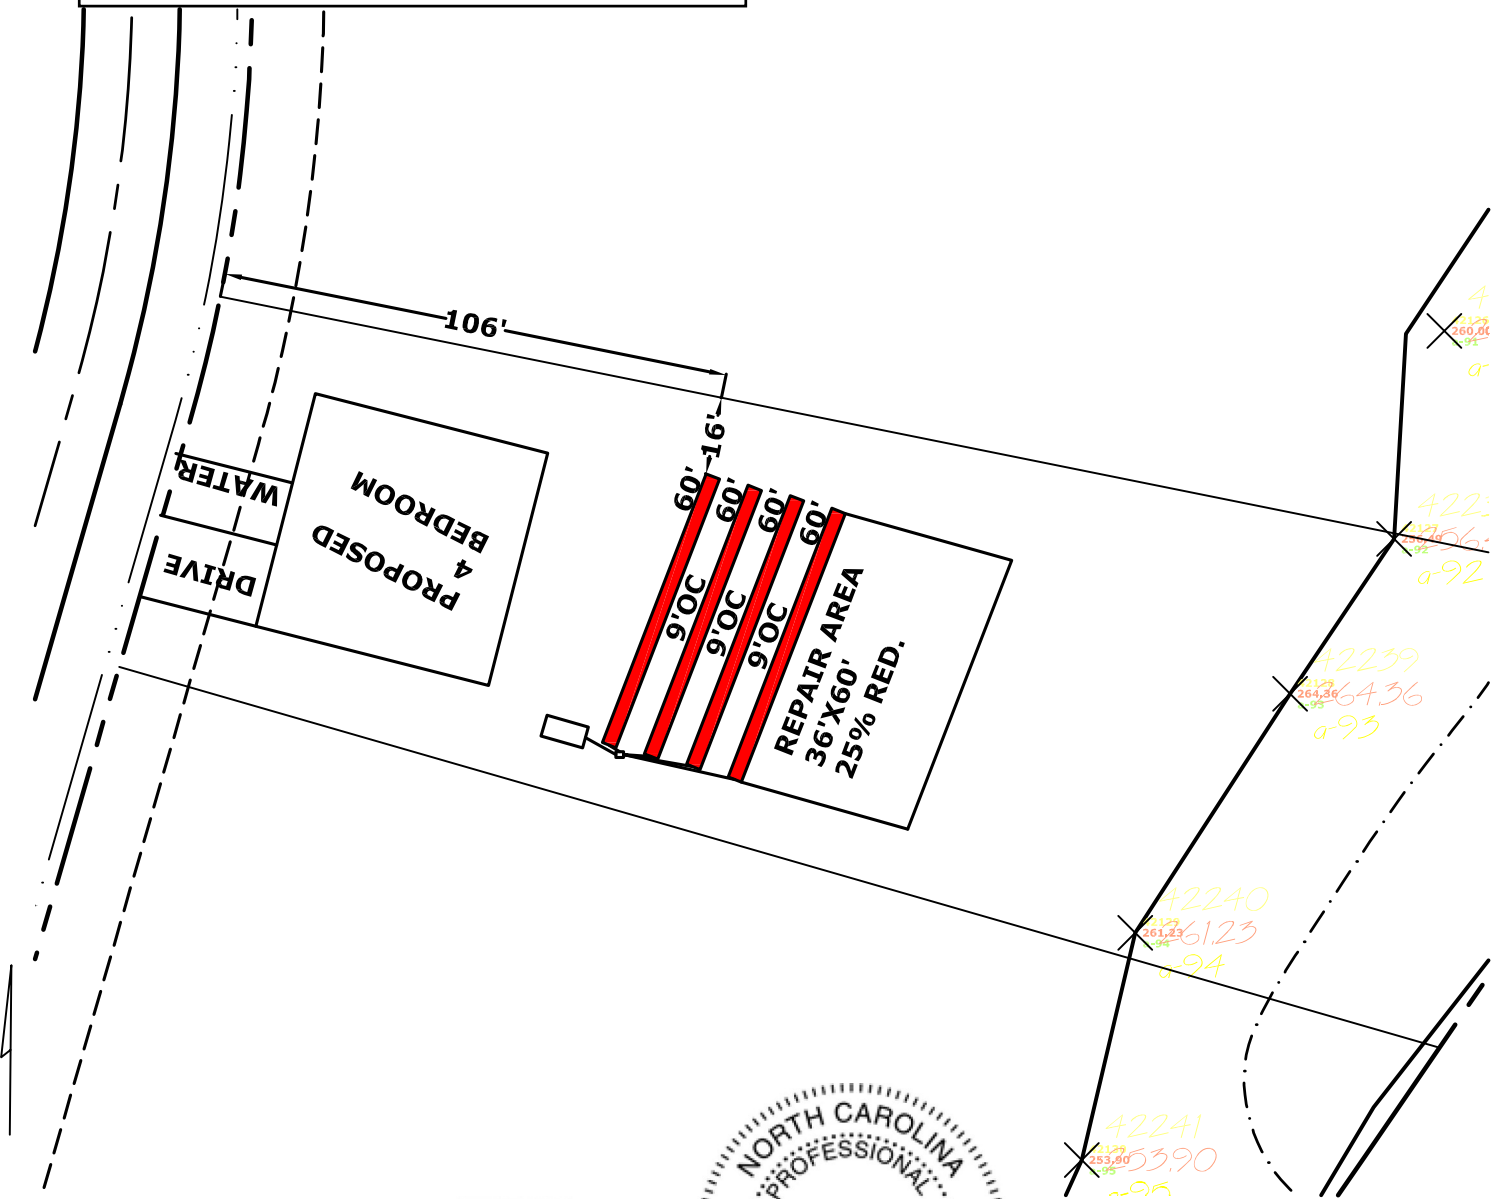 106'
16'
60'
60'
60'
60'
WATER
DRIVE
PROPOSED
4
BEDROOM
9'OC
9'OC
9'OC
REPAIR AREA
36'X60'
25% RED.
260.00
a-92
42239
264.36
264.36
a-93
42240
261.23
261.23
a-94
42241
253.90
253.90
NORTH CAROLINA
PROFESSIONAL